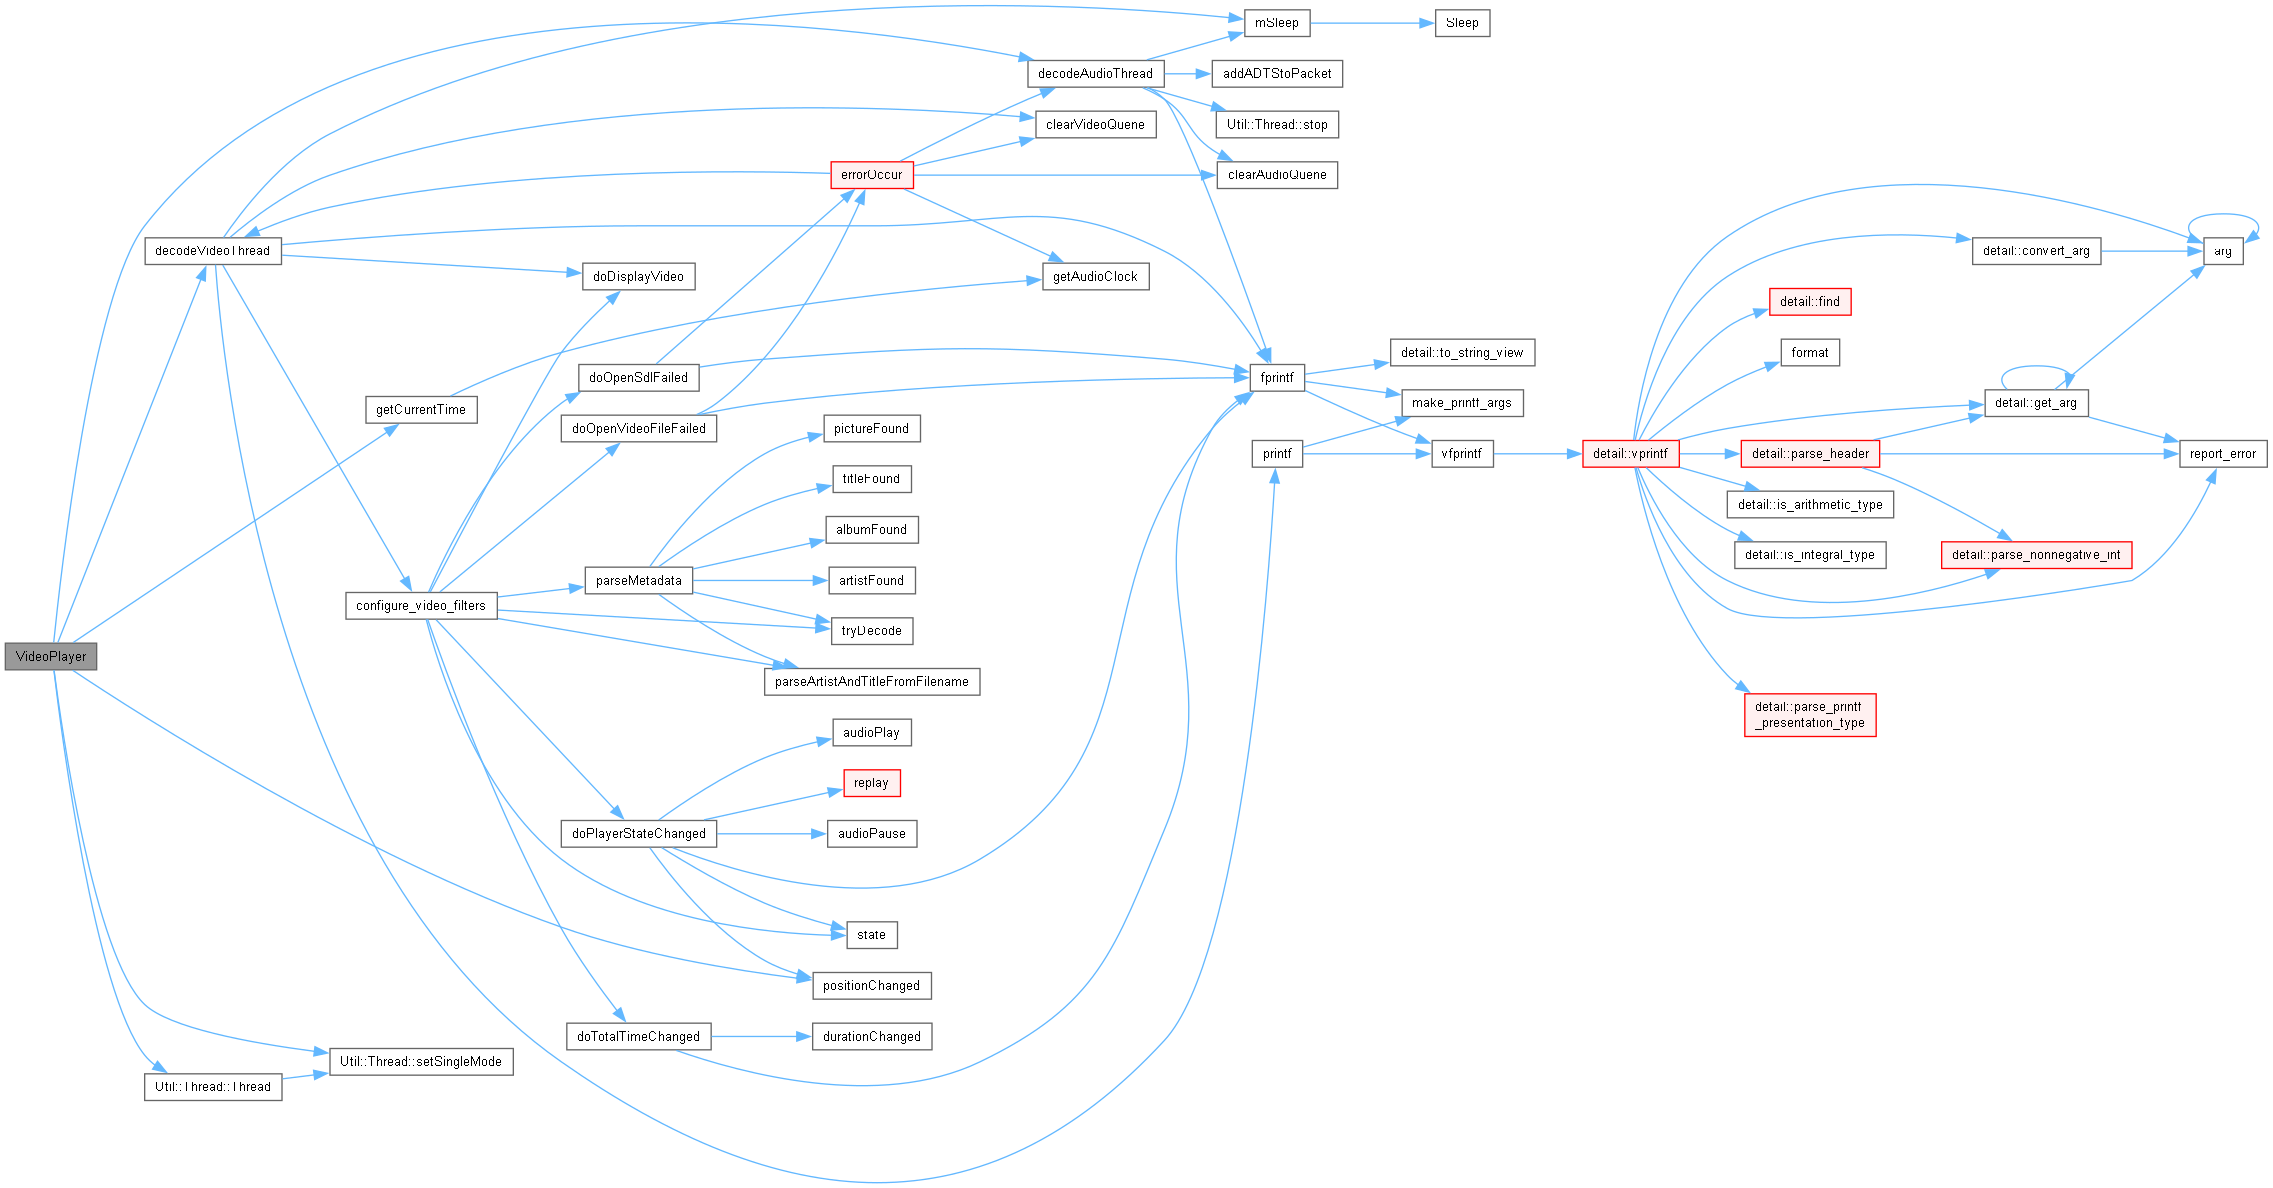 VideoPlayer
decodeVideoThread
Util::Thread::Thread
getCurrentTime
configure_video_filters
Util::Thread::setSingleMode
doDisplayVideo
doOpenSdlFailed
doOpenVideoFileFailed
parseMetadata
doPlayerStateChanged
doTotalTimeChanged
errorOccur
pictureFound
titleFound
albumFound
artistFound
tryDecode
parseArtistAndTitleFromFilename
audioPlay
replay
audioPause
state
positionChanged
durationChanged
decodeAudioThread
clearVideoQuene
getAudioClock
mSleep
addADTStoPacket
Util::Thread::stop
clearAudioQuene
fprintf
printf
Sleep
detail::to_string_view
make_printf_args
vfprintf
detail::vprintf
detail::find
format
detail::parse_header
detail::is_arithmetic_type
detail::is_integral_type
detail::parse_printf
_presentation_type
detail::convert_arg
detail::get_arg
detail::parse_nonnegative_int
arg
report_error